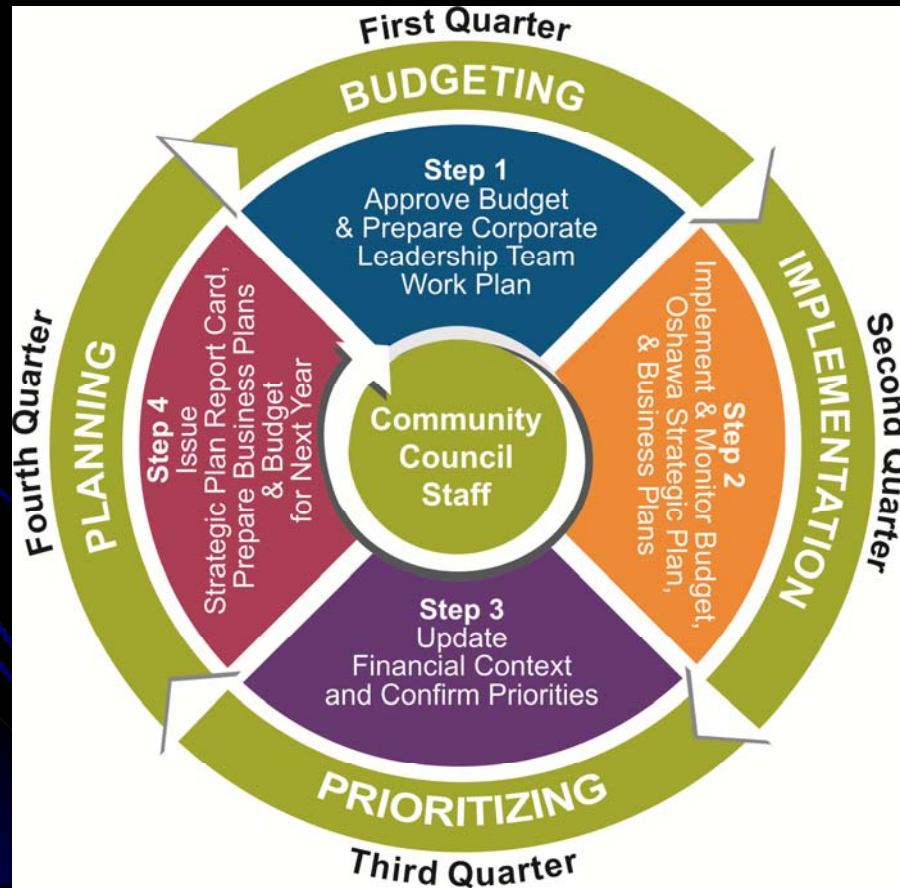 First Quarter
BUDGETING
Step 1
Approve Budget
& Prepare Corporate
Leadership Team
Work Plan
Second Quarter
IMPLEMENTATION
Step 2
Implement & Monitor Budget,
Oshawa Strategic Plan,
& Business Plans
Third Quarter
PRIORITIZING
Step 3
Update
Financial Context
and Confirm Priorities
Fourth Quarter
PLANNING
Step 4
Issue
Strategic Plan Report Card,
Prepare Business Plans
& Budget
for Next Year
Community
Council
Staff